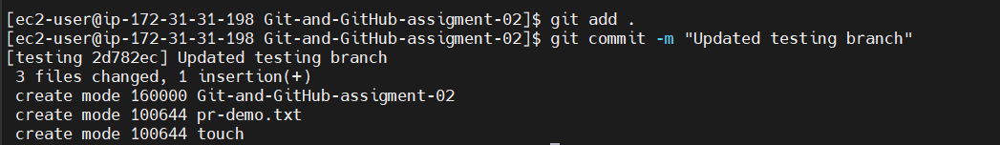 [ec2-user@ip-172-31-31-198 Git-and-GitHub-assigment-02]$ git add .
[ec2-user@ip-172-31-31-198 Git-and-GitHub-assigment-02]$ git commit -m "Updated testing branch"
[testing 2d782ec] Updated testing branch
 3 files changed, 1 insertion(+)
 create mode 160000 Git-and-GitHub-assigment-02
 create mode 100644 pr-demo.txt
 create mode 100644 touch